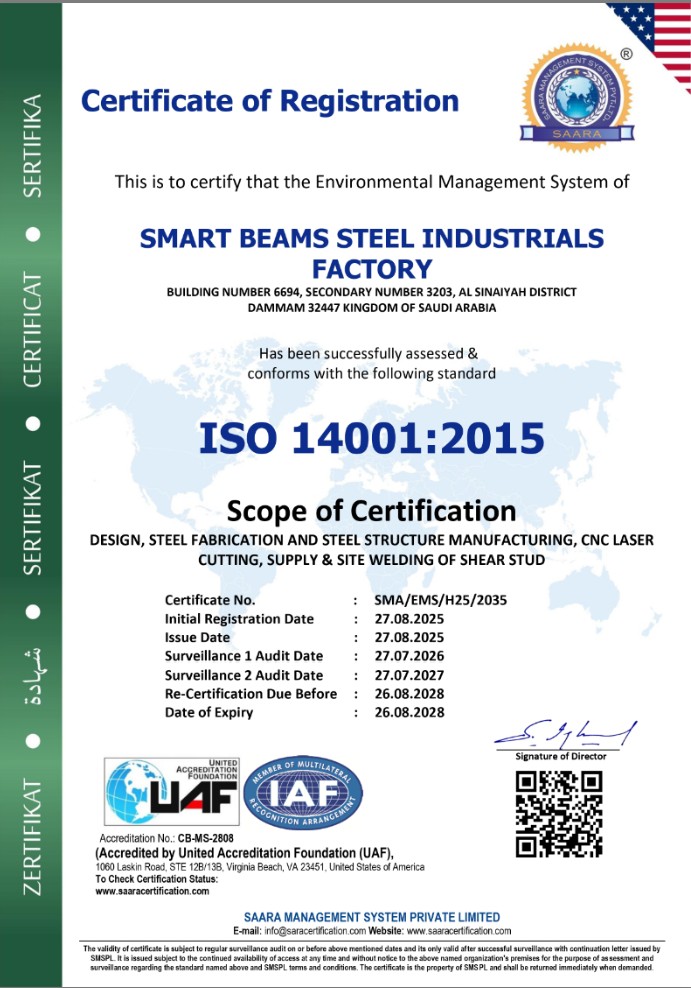 Certificate of Registration
SAARA MANAGEMENT SYSTEM PVT.LTD.
®
SAARA
This is to certify that the Environmental Management System of
SMART BEAMS STEEL INDUSTRIALS
FACTORY
BUILDING NUMBER 6694, SECONDARY NUMBER 3203, AL SINAIYAH DISTRICT
DAMMAM 32447 KINGDOM OF SAUDI ARABIA
Has been successfully assessed &
conforms with the following standard
ISO 14001:2015
Scope of Certification
DESIGN, STEEL FABRICATION AND STEEL STRUCTURE MANUFACTURING, CNC LASER
CUTTING, SUPPLY & SITE WELDING OF SHEAR STUD
Certificate No. : SMA/EMS/H25/2035
Initial Registration Date : 27.08.2025
Issue Date : 27.08.2025
Surveillance 1 Audit Date : 27.07.2026
Surveillance 2 Audit Date : 27.07.2027
Re-Certification Due Before : 26.08.2028
Date of Expiry : 26.08.2028
Signature of Director
UNITED
ACCREDITATION
FOUNDATION
UAF
MEMBER OF MULTILATERAL
IAF
RECOGNITION ARRANGEMENT
Accreditation No.: CB-MS-2808
(Accredited by United Accreditation Foundation (UAF),
1060 Laskin Road, STE 12B/13B, Virginia Beach, VA 23451, United States of America
To Check Certification Status:
www.saaracertification.com
SAARA MANAGEMENT SYSTEM PRIVATE LIMITED
E-mail: info@saracertification.com Website: www.saaracertification.com
The validity of certificate is subject to regular surveillance audit on or before above mentioned dates and its only valid after successful surveillance with continuation letter issued by
SMSPL. It is issued subject to the continued availability of access at any time and without notice to the above named organization's premises for the purpose of assessment and
surveillance regarding the standard named above and SMSPL terms and conditions. The certificate is the property of SMSPL and shall be returned immediately when demanded.
ZERTIFIKAT ● شهادة ● SERTIFIKAT ● CERTIFICAT ● SERTIFIKA